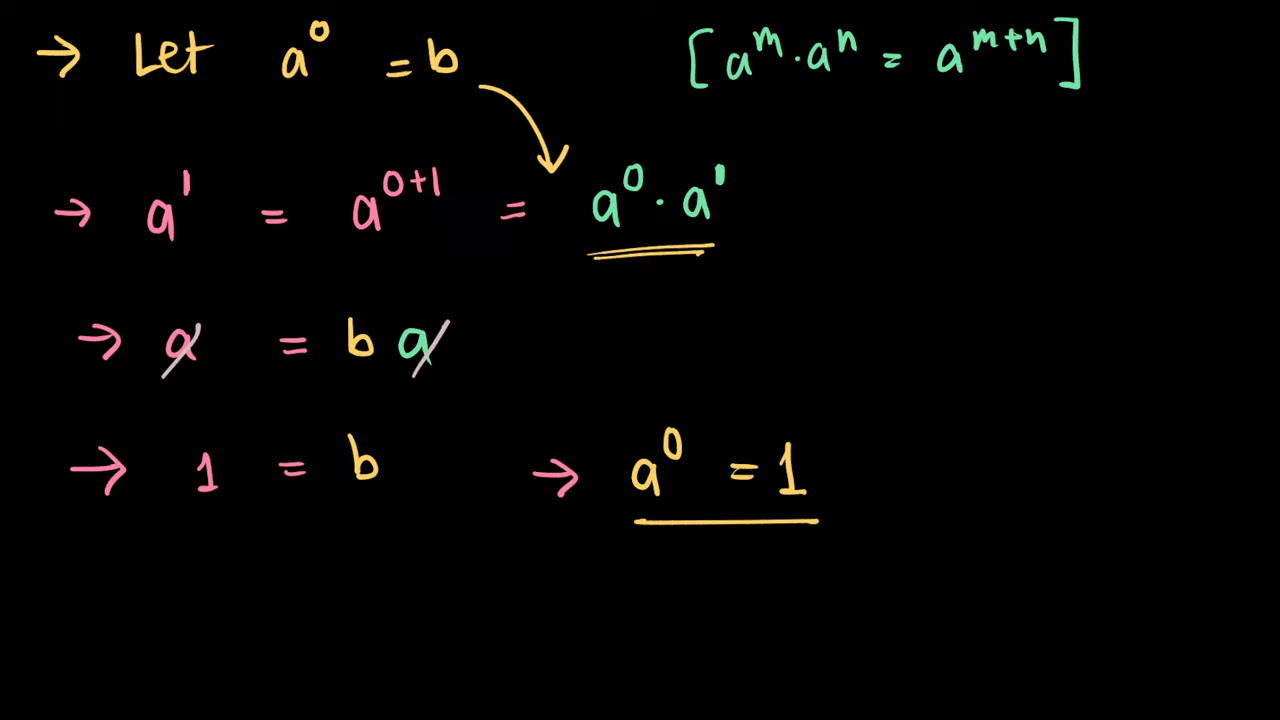 → Let a⁰ = b [aᵐ · aⁿ = aᵐ⁺ⁿ]
→ a¹ = a⁰⁺¹ = a⁰ · a¹
→ a = b a
→ 1 = b → a⁰ = 1